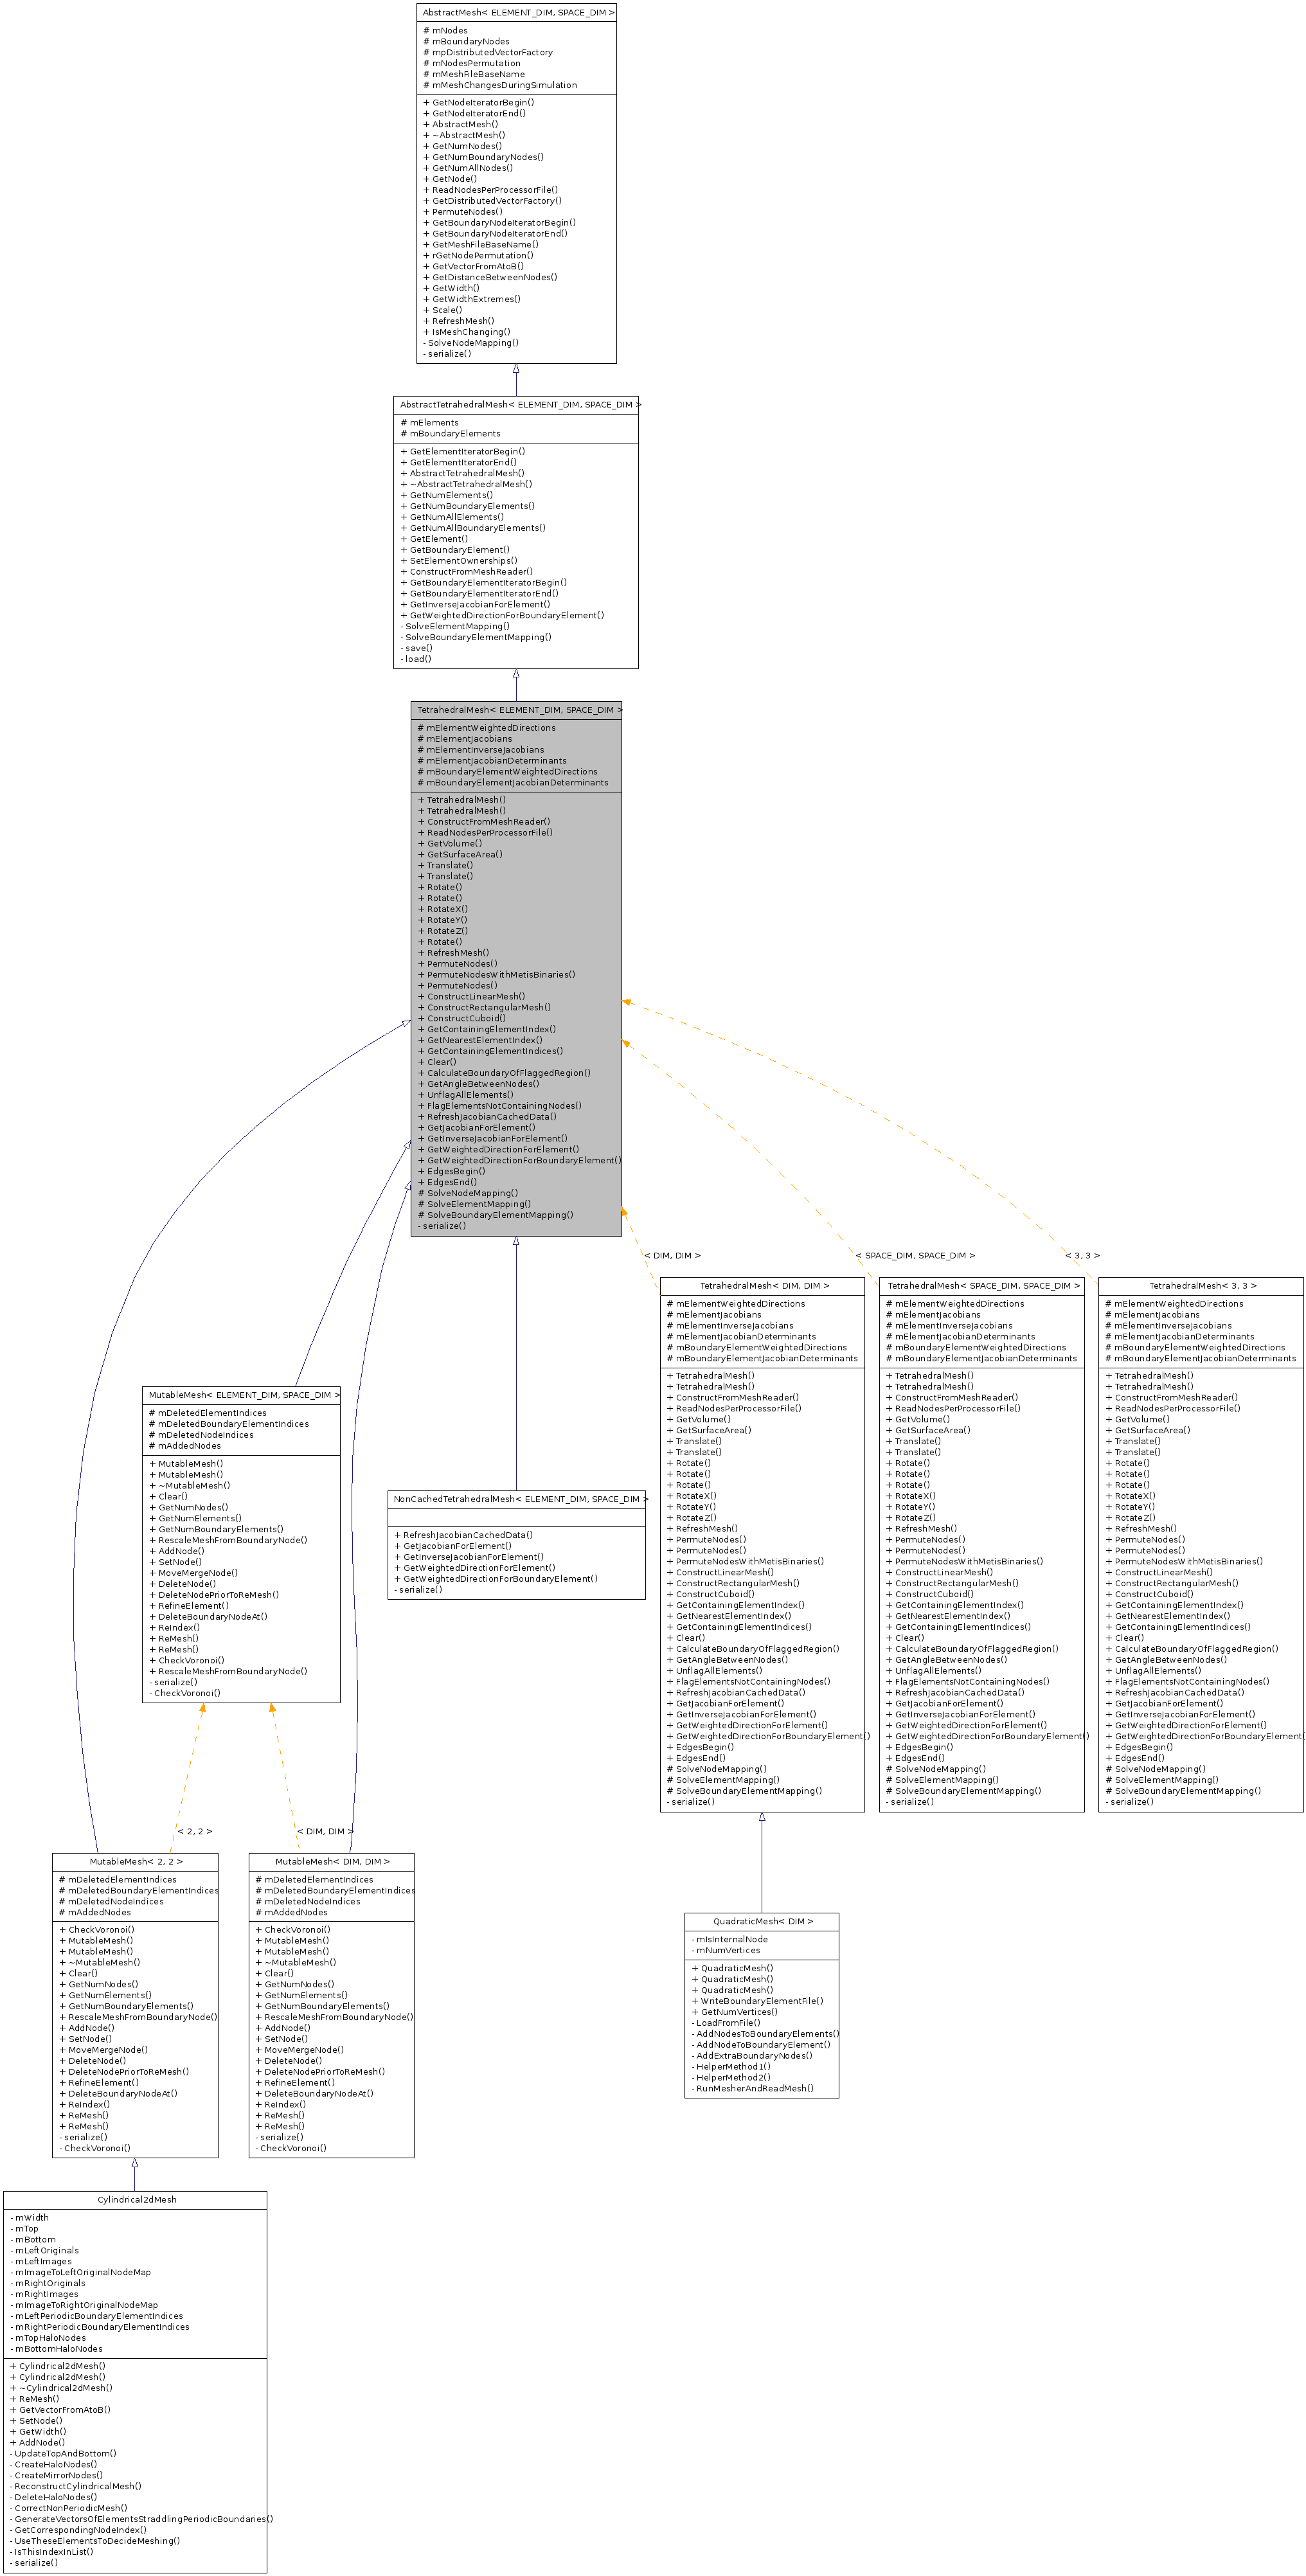 AbstractMesh< ELEMENT_DIM, SPACE_DIM >
# mNodes
# mBoundaryNodes
# mpDistributedVectorFactory
# mNodesPermutation
# mMeshFileBaseName
# mMeshChangesDuringSimulation
+ GetNodeIteratorBegin()
+ GetNodeIteratorEnd()
+ AbstractMesh()
+ ~AbstractMesh()
+ GetNumNodes()
+ GetNumBoundaryNodes()
+ GetNumAllNodes()
+ GetNode()
+ ReadNodesPerProcessorFile()
+ GetDistributedVectorFactory()
+ PermuteNodes()
+ GetBoundaryNodeIteratorBegin()
+ GetBoundaryNodeIteratorEnd()
+ GetMeshFileBaseName()
+ rGetNodePermutation()
+ GetVectorFromAtoB()
+ GetDistanceBetweenNodes()
+ GetWidth()
+ GetWidthExtremes()
+ Scale()
+ RefreshMesh()
+ IsMeshChanging()
- SolveNodeMapping()
- serialize()
AbstractTetrahedralMesh< ELEMENT_DIM, SPACE_DIM >
# mElements
# mBoundaryElements
+ GetElementIteratorBegin()
+ GetElementIteratorEnd()
+ AbstractTetrahedralMesh()
+ ~AbstractTetrahedralMesh()
+ GetNumElements()
+ GetNumBoundaryElements()
+ GetNumAllElements()
+ GetNumAllBoundaryElements()
+ GetElement()
+ GetBoundaryElement()
+ SetElementOwnerships()
+ ConstructFromMeshReader()
+ GetBoundaryElementIteratorBegin()
+ GetBoundaryElementIteratorEnd()
+ GetInverseJacobianForElement()
+ GetWeightedDirectionForBoundaryElement()
- SolveElementMapping()
- SolveBoundaryElementMapping()
- save()
- load()
TetrahedralMesh< ELEMENT_DIM, SPACE_DIM >
# mElementWeightedDirections
# mElementJacobians
# mElementInverseJacobians
# mElementJacobianDeterminants
# mBoundaryElementWeightedDirections
# mBoundaryElementJacobianDeterminants
+ TetrahedralMesh()
+ TetrahedralMesh()
+ ConstructFromMeshReader()
+ ReadNodesPerProcessorFile()
+ GetVolume()
+ GetSurfaceArea()
+ Translate()
+ Translate()
+ Rotate()
+ Rotate()
+ RotateX()
+ RotateY()
+ RotateZ()
+ Rotate()
+ RefreshMesh()
+ PermuteNodes()
+ PermuteNodesWithMetisBinaries()
+ PermuteNodes()
+ ConstructLinearMesh()
+ ConstructRectangularMesh()
+ ConstructCuboid()
+ GetContainingElementIndex()
+ GetNearestElementIndex()
+ GetContainingElementIndices()
+ Clear()
+ CalculateBoundaryOfFlaggedRegion()
+ GetAngleBetweenNodes()
+ UnflagAllElements()
+ FlagElementsNotContainingNodes()
+ RefreshJacobianCachedData()
+ GetJacobianForElement()
+ GetInverseJacobianForElement()
+ GetWeightedDirectionForElement()
+ GetWeightedDirectionForBoundaryElement()
+ EdgesBegin()
+ EdgesEnd()
# SolveNodeMapping()
# SolveElementMapping()
# SolveBoundaryElementMapping()
- serialize()
< DIM, DIM >
< SPACE_DIM, SPACE_DIM >
< 3, 3 >
MutableMesh< ELEMENT_DIM, SPACE_DIM >
# mDeletedElementIndices
# mDeletedBoundaryElementIndices
# mDeletedNodeIndices
# mAddedNodes
+ MutableMesh()
+ MutableMesh()
+ ~MutableMesh()
+ Clear()
+ GetNumNodes()
+ GetNumElements()
+ GetNumBoundaryElements()
+ RescaleMeshFromBoundaryNode()
+ AddNode()
+ SetNode()
+ MoveMergeNode()
+ DeleteNode()
+ DeleteNodePriorToReMesh()
+ RefineElement()
+ DeleteBoundaryNodeAt()
+ ReIndex()
+ ReMesh()
+ ReMesh()
+ CheckVoronoi()
+ RescaleMeshFromBoundaryNode()
- serialize()
- CheckVoronoi()
NonCachedTetrahedralMesh< ELEMENT_DIM, SPACE_DIM >
+ RefreshJacobianCachedData()
+ GetJacobianForElement()
+ GetInverseJacobianForElement()
+ GetWeightedDirectionForElement()
+ GetWeightedDirectionForBoundaryElement()
- serialize()
TetrahedralMesh< DIM, DIM >
# mElementWeightedDirections
# mElementJacobians
# mElementInverseJacobians
# mElementJacobianDeterminants
# mBoundaryElementWeightedDirections
# mBoundaryElementJacobianDeterminants
+ TetrahedralMesh()
+ TetrahedralMesh()
+ ConstructFromMeshReader()
+ ReadNodesPerProcessorFile()
+ GetVolume()
+ GetSurfaceArea()
+ Translate()
+ Translate()
+ Rotate()
+ Rotate()
+ Rotate()
+ RotateX()
+ RotateY()
+ RotateZ()
+ RefreshMesh()
+ PermuteNodes()
+ PermuteNodes()
+ PermuteNodesWithMetisBinaries()
+ ConstructLinearMesh()
+ ConstructRectangularMesh()
+ ConstructCuboid()
+ GetContainingElementIndex()
+ GetNearestElementIndex()
+ GetContainingElementIndices()
+ Clear()
+ CalculateBoundaryOfFlaggedRegion()
+ GetAngleBetweenNodes()
+ UnflagAllElements()
+ FlagElementsNotContainingNodes()
+ RefreshJacobianCachedData()
+ GetJacobianForElement()
+ GetInverseJacobianForElement()
+ GetWeightedDirectionForElement()
+ GetWeightedDirectionForBoundaryElement()
+ EdgesBegin()
+ EdgesEnd()
# SolveNodeMapping()
# SolveElementMapping()
# SolveBoundaryElementMapping()
- serialize()
TetrahedralMesh< SPACE_DIM, SPACE_DIM >
# mElementWeightedDirections
# mElementJacobians
# mElementInverseJacobians
# mElementJacobianDeterminants
# mBoundaryElementWeightedDirections
# mBoundaryElementJacobianDeterminants
+ TetrahedralMesh()
+ TetrahedralMesh()
+ ConstructFromMeshReader()
+ ReadNodesPerProcessorFile()
+ GetVolume()
+ GetSurfaceArea()
+ Translate()
+ Translate()
+ Rotate()
+ Rotate()
+ Rotate()
+ RotateX()
+ RotateY()
+ RotateZ()
+ RefreshMesh()
+ PermuteNodes()
+ PermuteNodes()
+ PermuteNodesWithMetisBinaries()
+ ConstructLinearMesh()
+ ConstructRectangularMesh()
+ ConstructCuboid()
+ GetContainingElementIndex()
+ GetNearestElementIndex()
+ GetContainingElementIndices()
+ Clear()
+ CalculateBoundaryOfFlaggedRegion()
+ GetAngleBetweenNodes()
+ UnflagAllElements()
+ FlagElementsNotContainingNodes()
+ RefreshJacobianCachedData()
+ GetJacobianForElement()
+ GetInverseJacobianForElement()
+ GetWeightedDirectionForElement()
+ GetWeightedDirectionForBoundaryElement()
+ EdgesBegin()
+ EdgesEnd()
# SolveNodeMapping()
# SolveElementMapping()
# SolveBoundaryElementMapping()
- serialize()
TetrahedralMesh< 3, 3 >
# mElementWeightedDirections
# mElementJacobians
# mElementInverseJacobians
# mElementJacobianDeterminants
# mBoundaryElementWeightedDirections
# mBoundaryElementJacobianDeterminants
+ TetrahedralMesh()
+ TetrahedralMesh()
+ ConstructFromMeshReader()
+ ReadNodesPerProcessorFile()
+ GetVolume()
+ GetSurfaceArea()
+ Translate()
+ Translate()
+ Rotate()
+ Rotate()
+ Rotate()
+ RotateX()
+ RotateY()
+ RotateZ()
+ RefreshMesh()
+ PermuteNodes()
+ PermuteNodes()
+ PermuteNodesWithMetisBinaries()
+ ConstructLinearMesh()
+ ConstructRectangularMesh()
+ ConstructCuboid()
+ GetContainingElementIndex()
+ GetNearestElementIndex()
+ GetContainingElementIndices()
+ Clear()
+ CalculateBoundaryOfFlaggedRegion()
+ GetAngleBetweenNodes()
+ UnflagAllElements()
+ FlagElementsNotContainingNodes()
+ RefreshJacobianCachedData()
+ GetJacobianForElement()
+ GetInverseJacobianForElement()
+ GetWeightedDirectionForElement()
+ GetWeightedDirectionForBoundaryElement(
+ EdgesBegin()
+ EdgesEnd()
# SolveNodeMapping()
# SolveElementMapping()
# SolveBoundaryElementMapping()
- serialize()
< 2, 2 >
< DIM, DIM >
MutableMesh< 2, 2 >
# mDeletedElementIndices
# mDeletedBoundaryElementIndices
# mDeletedNodeIndices
# mAddedNodes
+ CheckVoronoi()
+ MutableMesh()
+ MutableMesh()
+ ~MutableMesh()
+ Clear()
+ GetNumNodes()
+ GetNumElements()
+ GetNumBoundaryElements()
+ RescaleMeshFromBoundaryNode()
+ AddNode()
+ SetNode()
+ MoveMergeNode()
+ DeleteNode()
+ DeleteNodePriorToReMesh()
+ RefineElement()
+ DeleteBoundaryNodeAt()
+ ReIndex()
+ ReMesh()
+ ReMesh()
- serialize()
- CheckVoronoi()
MutableMesh< DIM, DIM >
# mDeletedElementIndices
# mDeletedBoundaryElementIndices
# mDeletedNodeIndices
# mAddedNodes
+ CheckVoronoi()
+ MutableMesh()
+ MutableMesh()
+ ~MutableMesh()
+ Clear()
+ GetNumNodes()
+ GetNumElements()
+ GetNumBoundaryElements()
+ RescaleMeshFromBoundaryNode()
+ AddNode()
+ SetNode()
+ MoveMergeNode()
+ DeleteNode()
+ DeleteNodePriorToReMesh()
+ RefineElement()
+ DeleteBoundaryNodeAt()
+ ReIndex()
+ ReMesh()
+ ReMesh()
- serialize()
- CheckVoronoi()
QuadraticMesh< DIM >
- mIsInternalNode
- mNumVertices
+ QuadraticMesh()
+ QuadraticMesh()
+ QuadraticMesh()
+ WriteBoundaryElementFile()
+ GetNumVertices()
- LoadFromFile()
- AddNodesToBoundaryElements()
- AddNodeToBoundaryElement()
- AddExtraBoundaryNodes()
- HelperMethod1()
- HelperMethod2()
- RunMesherAndReadMesh()
Cylindrical2dMesh
- mWidth
- mTop
- mBottom
- mLeftOriginals
- mLeftImages
- mImageToLeftOriginalNodeMap
- mRightOriginals
- mRightImages
- mImageToRightOriginalNodeMap
- mLeftPeriodicBoundaryElementIndices
- mRightPeriodicBoundaryElementIndices
- mTopHaloNodes
- mBottomHaloNodes
+ Cylindrical2dMesh()
+ Cylindrical2dMesh()
+ ~Cylindrical2dMesh()
+ ReMesh()
+ GetVectorFromAtoB()
+ SetNode()
+ GetWidth()
+ AddNode()
- UpdateTopAndBottom()
- CreateHaloNodes()
- CreateMirrorNodes()
- ReconstructCylindricalMesh()
- DeleteHaloNodes()
- CorrectNonPeriodicMesh()
- GenerateVectorsOfElementsStraddlingPeriodicBoundaries()
- GetCorrespondingNodeIndex()
- UseTheseElementsToDecideMeshing()
- IsThisIndexInList()
- serialize()